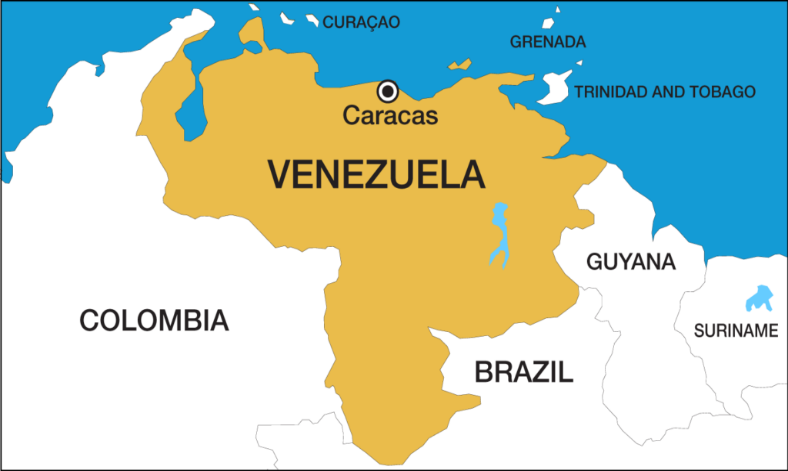 CURAÇAO
GRENADA
TRINIDAD AND TOBAGO
Caracas
VENEZUELA
GUYANA
COLOMBIA
SURINAME
BRAZIL